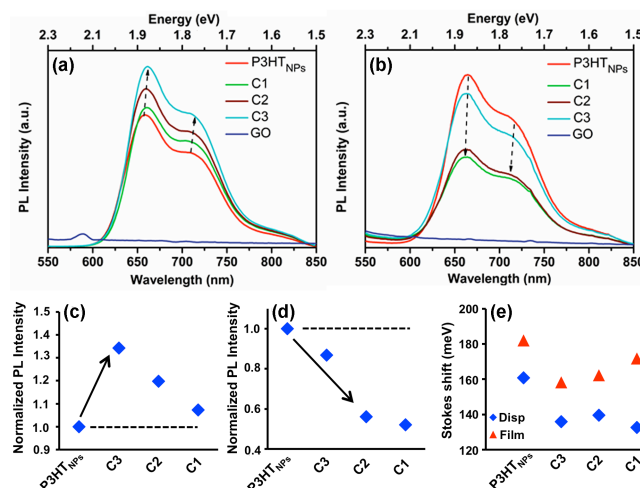 Energy (eV)
2.3 2.2 2.1 2 1.9 1.8 1.7 1.6 1.5
(a)
P3HTNPs
C1
C2
C3
GO
PL Intensity (a.u.)
550 600 650 700 750 800 850
Wavelength (nm)
Energy (eV)
2.3 2.2 2.1 2 1.9 1.8 1.7 1.6 1.5
(b)
P3HTNPs
C1
C2
C3
GO
PL Intensity (a.u.)
550 600 650 700 750 800 850
Wavelength (nm)
(c)
Normalized PL Intensity
1.5
1.4
1.3
1.2
1.1
1.0
0.9
P3HTNPs C3 C2 C1
(d)
Normalized PL Intensity
1.0
0.8
0.6
0.4
P3HTNPs C3 C2 C1
(e)
Stokes shift (meV)
200
180
160
140
120
Disp
Film
P3HTNPs C3 C2 C1